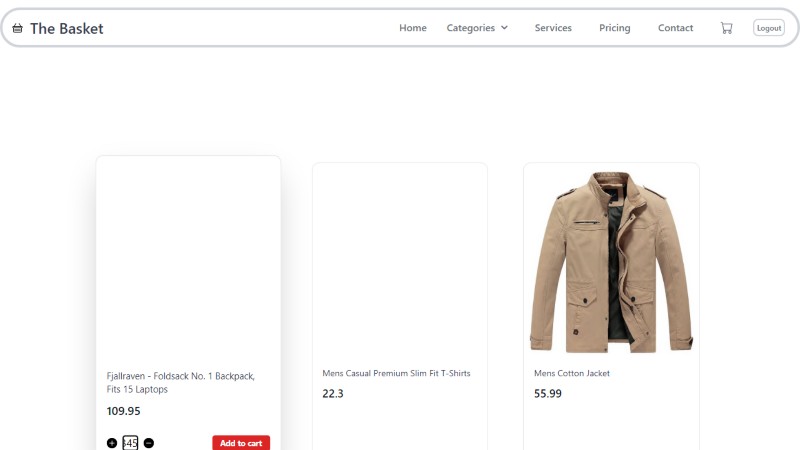 The Basket
Home Categories Services Pricing Contact Logout
Fjallraven - Foldsack No. 1 Backpack,
Fits 15 Laptops
109.95
Add to cart
Mens Casual Premium Slim Fit T-Shirts
22.3
Mens Cotton Jacket
55.99